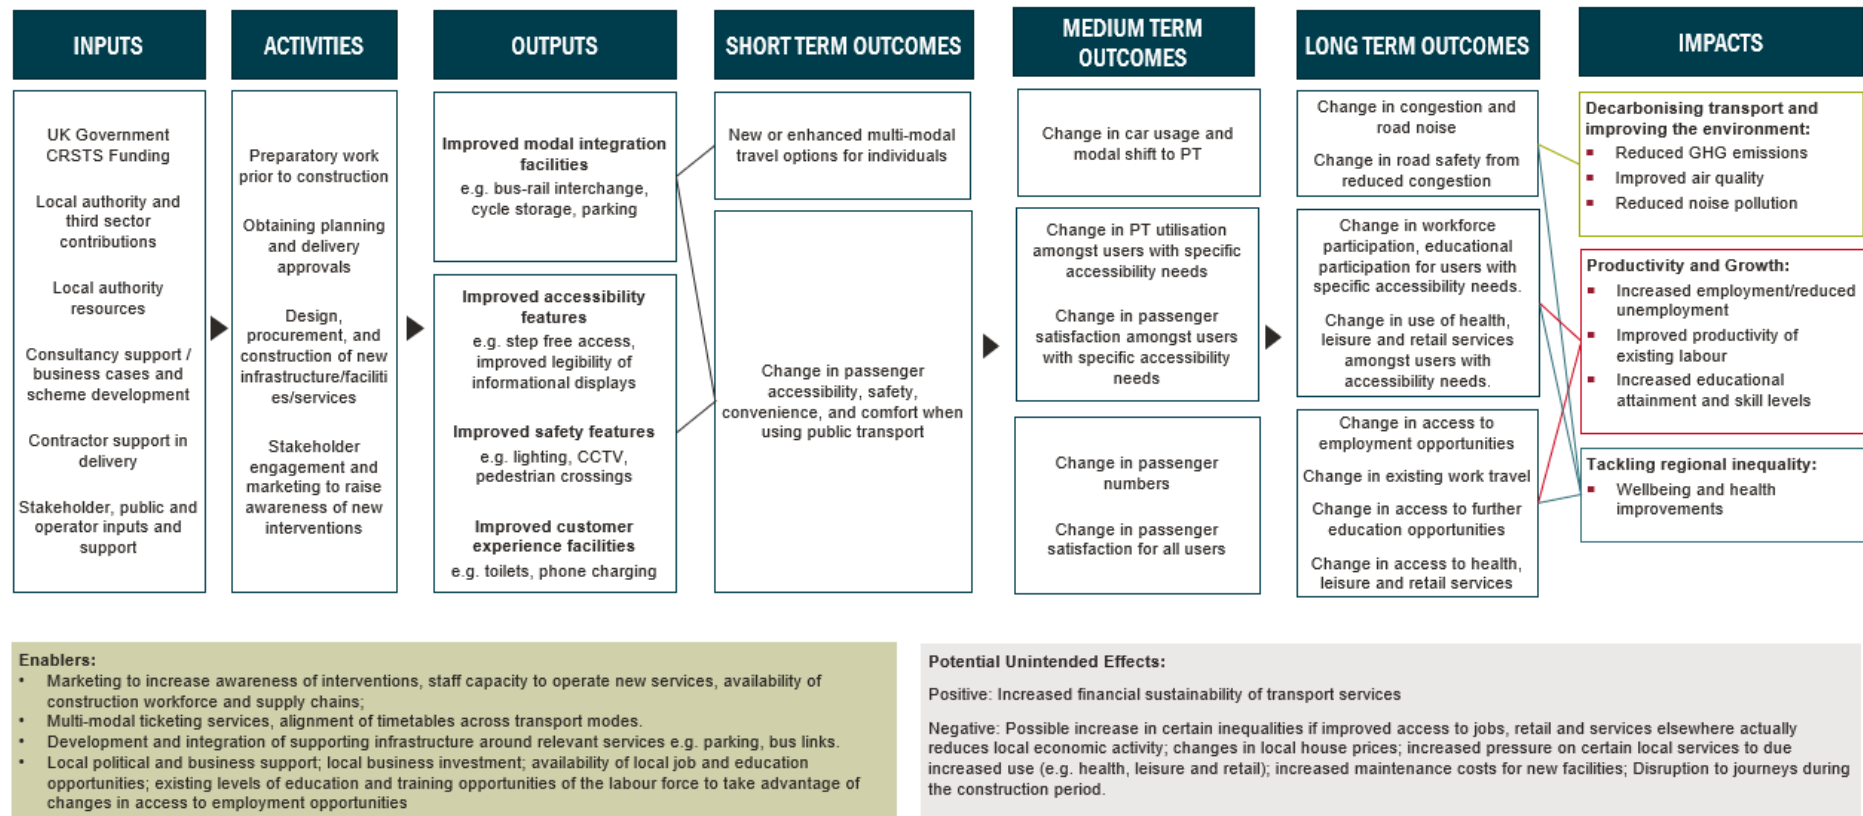 INPUTS
UK Government
CRSTS Funding
Local authority and
third sector
contributions
Local authority
resources
Consultancy support /
business cases and
scheme development
Contractor support in
delivery
Stakeholder, public and
operator inputs and
support
ACTIVITIES
Preparatory work
prior to construction
Obtaining planning
and delivery
approvals
Design,
procurement, and
construction of new
infrastructure/faciliti
es/services
Stakeholder
engagement and
marketing to raise
awareness of new
interventions
OUTPUTS
Improved modal integration
facilities
e.g. bus-rail interchange,
cycle storage, parking
Improved accessibility
features
e.g. step free access,
improved legibility of
informational displays
Improved safety features
e.g. lighting, CCTV,
pedestrian crossings
Improved customer
experience facilities
e.g. toilets, phone charging
SHORT TERM OUTCOMES
New or enhanced multi-modal
travel options for individuals
Change in passenger
accessibility, safety,
convenience, and comfort when
using public transport
MEDIUM TERM
OUTCOMES
Change in car usage and
modal shift to PT
Change in PT utilisation
amongst users with specific
accessibility needs
Change in passenger
satisfaction amongst users
with specific accessibility
needs
Change in passenger
numbers
Change in passenger
satisfaction for all users
LONG TERM OUTCOMES
Change in congestion and
road noise
Change in road safety from
reduced congestion
Change in workforce
participation, educational
participation for users with
specific accessibility needs.
Change in use of health,
leisure and retail services
amongst users with
accessibility needs.
Change in access to
employment opportunities
Change in existing work travel
Change in access to further
education opportunities
Change in access to health,
leisure and retail services
IMPACTS
Decarbonising transport and
improving the environment:
▪ Reduced GHG emissions
▪ Improved air quality
▪ Reduced noise pollution
Productivity and Growth:
▪ Increased employment/reduced
unemployment
▪ Improved productivity of
existing labour
▪ Increased educational
attainment and skill levels
Tackling regional inequality:
▪ Wellbeing and health
improvements
Enablers:
• Marketing to increase awareness of interventions, staff capacity to operate new services, availability of
construction workforce and supply chains;
• Multi-modal ticketing services, alignment of timetables across transport modes.
• Development and integration of supporting infrastructure around relevant services e.g. parking, bus links.
• Local political and business support; local business investment; availability of local job and education
opportunities; existing levels of education and training opportunities of the labour force to take advantage of
changes in access to employment opportunities
Potential Unintended Effects:
Positive: Increased financial sustainability of transport services
Negative: Possible increase in certain inequalities if improved access to jobs, retail and services elsewhere actually
reduces local economic activity; changes in local house prices; increased pressure on certain local services to due
increased use (e.g. health, leisure and retail); increased maintenance costs for new facilities; Disruption to journeys during
the construction period.